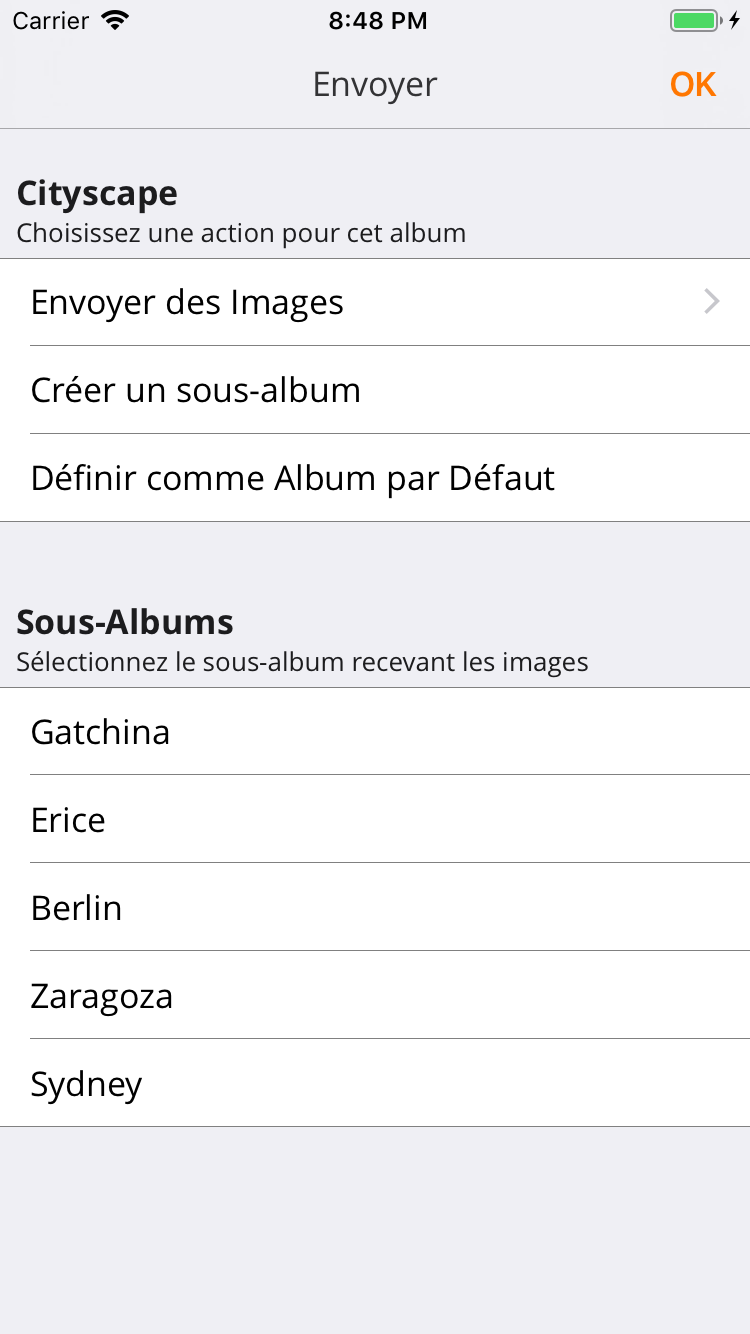 Carrier 8:48 PM
Envoyer OK
Cityscape
Choisissez une action pour cet album
Envoyer des Images
Créer un sous-album
Définir comme Album par Défaut
Sous-Albums
Sélectionnez le sous-album recevant les images
Gatchina
Erice
Berlin
Zaragoza
Sydney